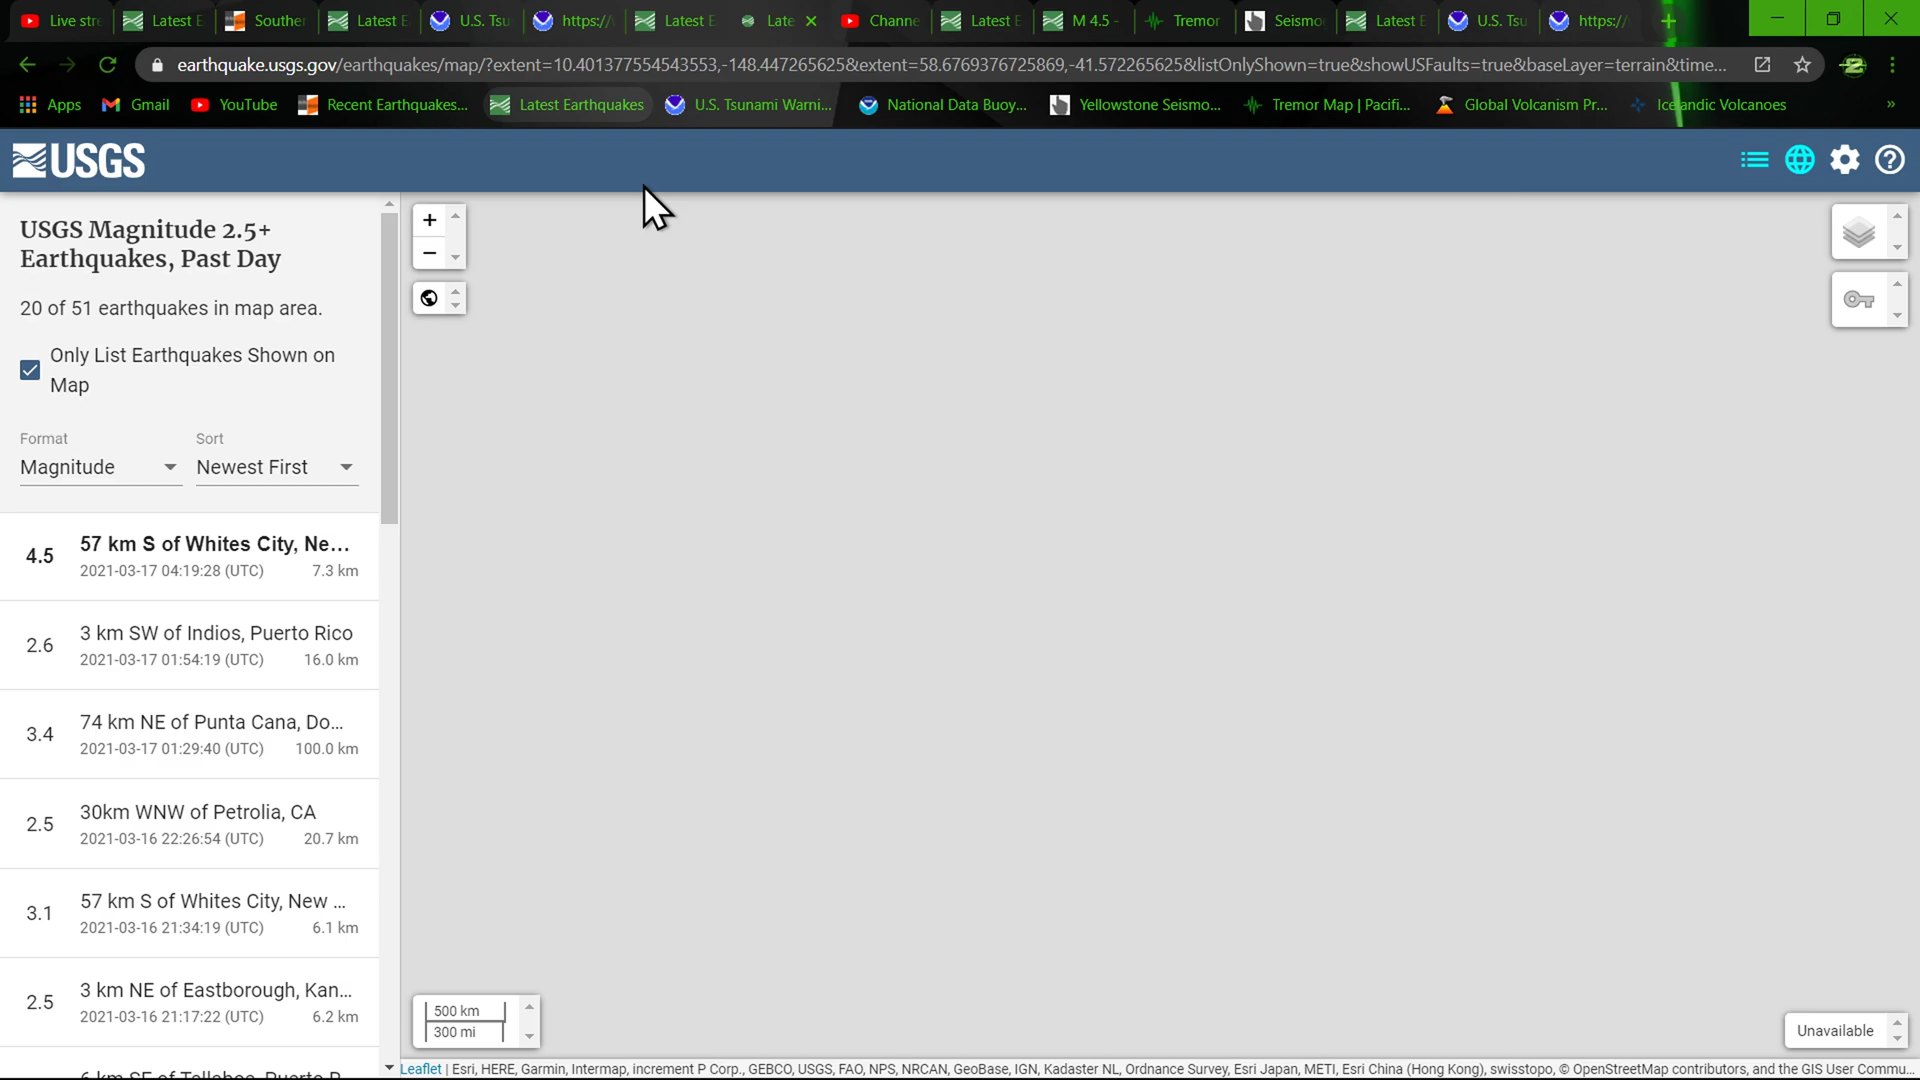 Live stre
Latest E
Souther
Latest E
U.S. Tsu
https://
Latest E
Late
Channe
Latest E
M 4.5 -
Tremor
Seismo
Latest E
U.S. Tsu
https://
earthquake.usgs.gov/earthquakes/map/?extent=10.401377554543553,-148.447265625&extent=58.6769376725869,-41.572265625&listOnlyShown=true&showUSFaults=true&baseLayer=terrain&time...
Apps
Gmail
YouTube
Recent Earthquakes...
Latest Earthquakes
U.S. Tsunami Warni...
National Data Buoy...
Yellowstone Seismo...
Tremor Map | Pacifi...
Global Volcanism Pr...
Icelandic Volcanoes
»
USGS
USGS Magnitude 2.5+
Earthquakes, Past Day
20 of 51 earthquakes in map area.
Only List Earthquakes Shown on
Map
Format
Sort
Magnitude
Newest First
4.5
57 km S of Whites City, Ne...
2021-03-17 04:19:28 (UTC) 7.3 km
2.6
3 km SW of Indios, Puerto Rico
2021-03-17 01:54:19 (UTC) 16.0 km
3.4
74 km NE of Punta Cana, Do...
2021-03-17 01:29:40 (UTC) 100.0 km
2.5
30km WNW of Petrolia, CA
2021-03-16 22:26:54 (UTC) 20.7 km
3.1
57 km S of Whites City, New ...
2021-03-16 21:34:19 (UTC) 6.1 km
2.5
3 km NE of Eastborough, Kan...
2021-03-16 21:17:22 (UTC) 6.2 km
6 km SE of Tallaboa, Puerto R
+
−
500 km
300 mi
Unavailable
Leaflet | Esri, HERE, Garmin, Intermap, increment P Corp., GEBCO, USGS, FAO, NPS, NRCAN, GeoBase, IGN, Kadaster NL, Ordnance Survey, Esri Japan, METI, Esri China (Hong Kong), swisstopo, © OpenStreetMap contributors, and the GIS User Commu...